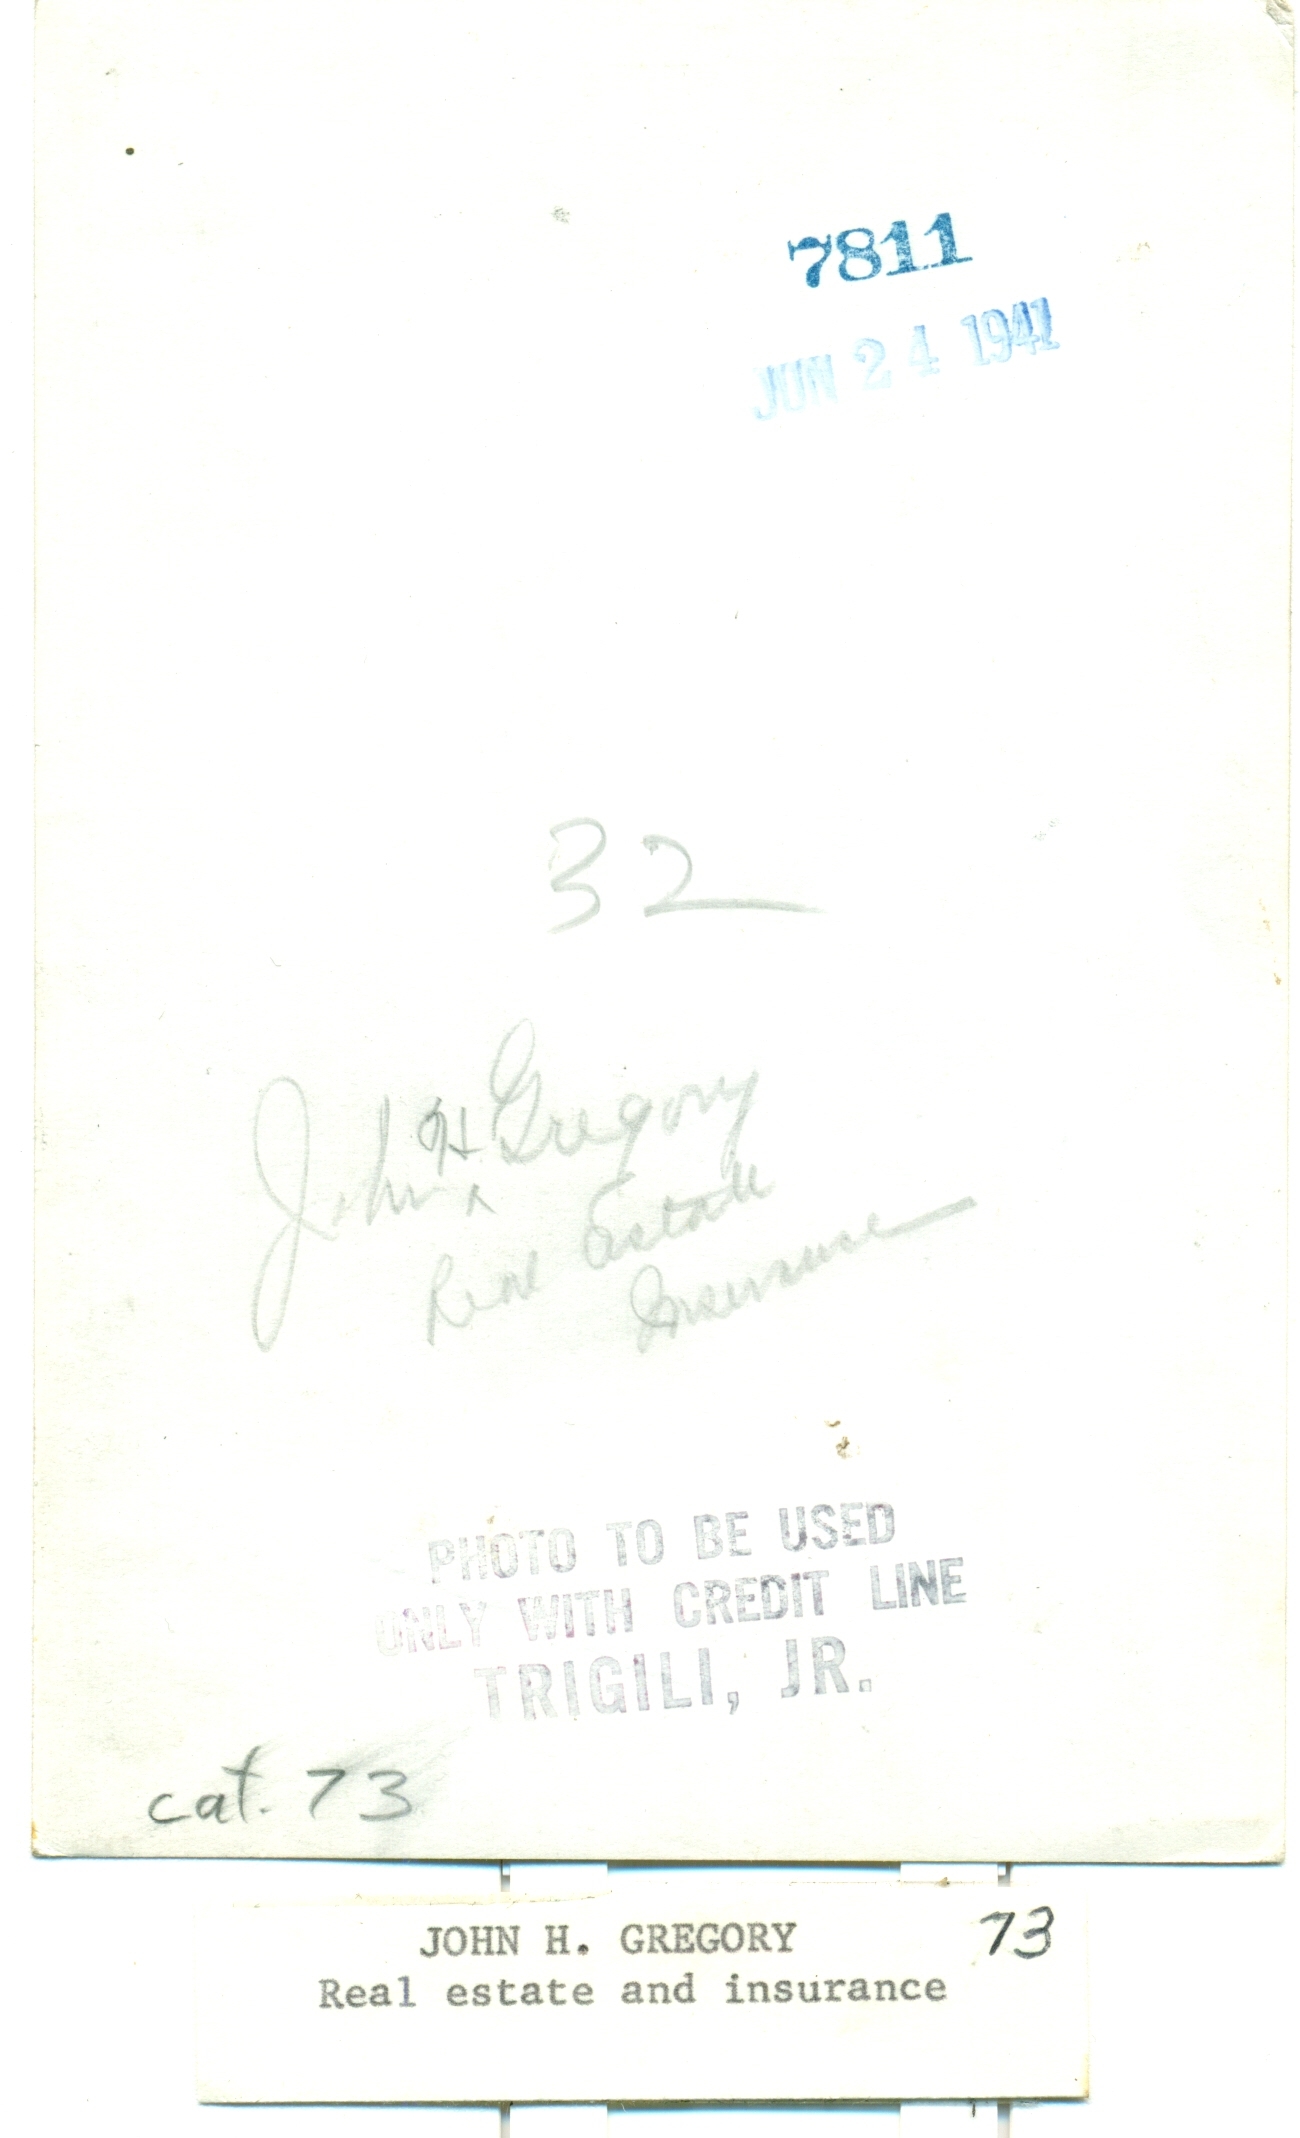 7811
JUN 24 1941
32
John H. Gregory
Real Estate
Insurance
PHOTO TO BE USED
ONLY WITH CREDIT LINE
TRIGILI, JR.
cat. 73
JOHN H. GREGORY 73
Real estate and insurance